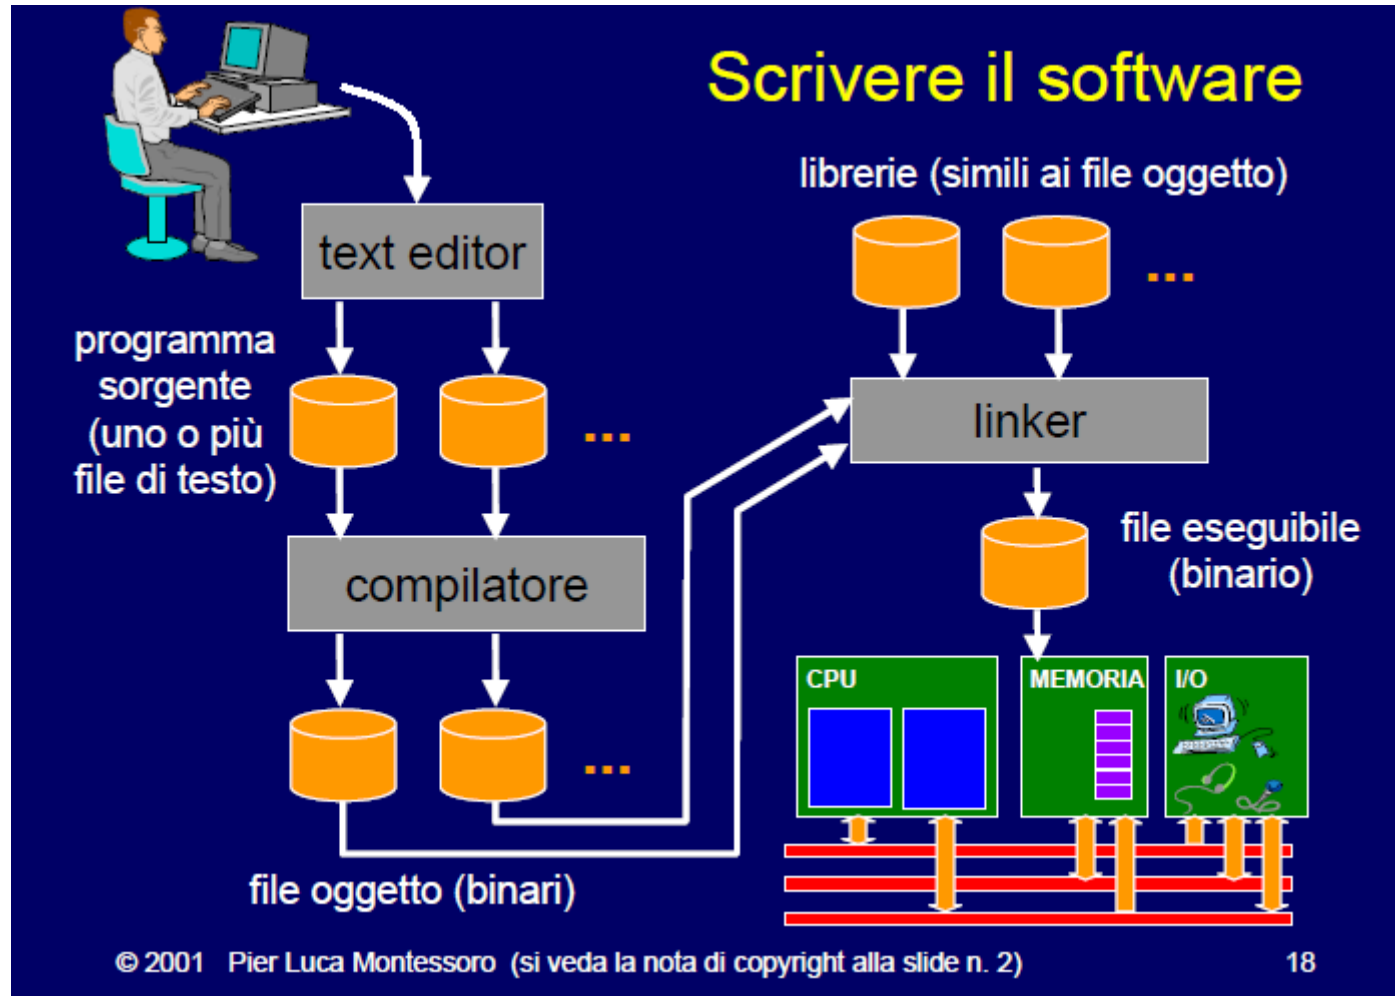 Scrivere il software
librerie (simili ai file oggetto)
text editor
...
programma
sorgente
(uno o più
file di testo)
...
linker
compilatore
file eseguibile
(binario)
...
CPU
MEMORIA
I/O
file oggetto (binari)
© 2001 Pier Luca Montessoro (si veda la nota di copyright alla slide n. 2)
18